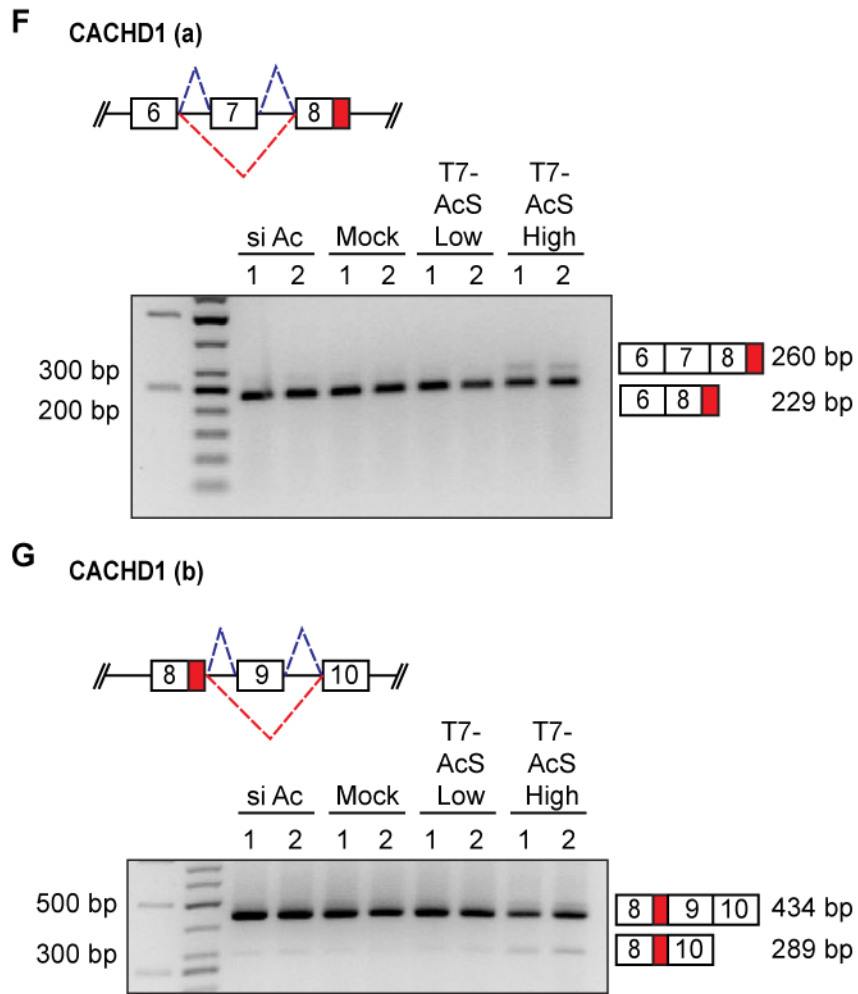 F
CACHD1 (a)
6 7 8
T7-
AcS
Low
T7-
AcS
High
si Ac Mock
1 2 1 2 1 2 1 2
300 bp
200 bp
6 7 8 260 bp
6 8 229 bp
G
CACHD1 (b)
8 9 10
T7-
AcS
Low
T7-
AcS
High
si Ac Mock
1 2 1 2 1 2 1 2
500 bp
300 bp
8 9 10 434 bp
8 10 289 bp